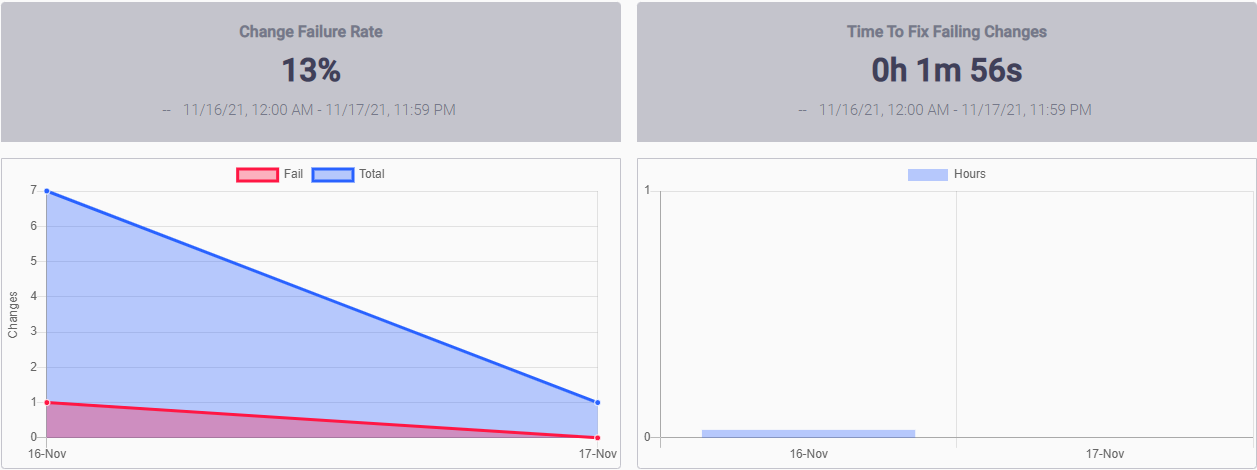 Change Failure Rate
13%
-- 11/16/21, 12:00 AM - 11/17/21, 11:59 PM
Fail Total
7
6
5
4
3
2
1
0
Changes
16-Nov 17-Nov
Time To Fix Failing Changes
0h 1m 56s
-- 11/16/21, 12:00 AM - 11/17/21, 11:59 PM
Hours
1
0
16-Nov 17-Nov